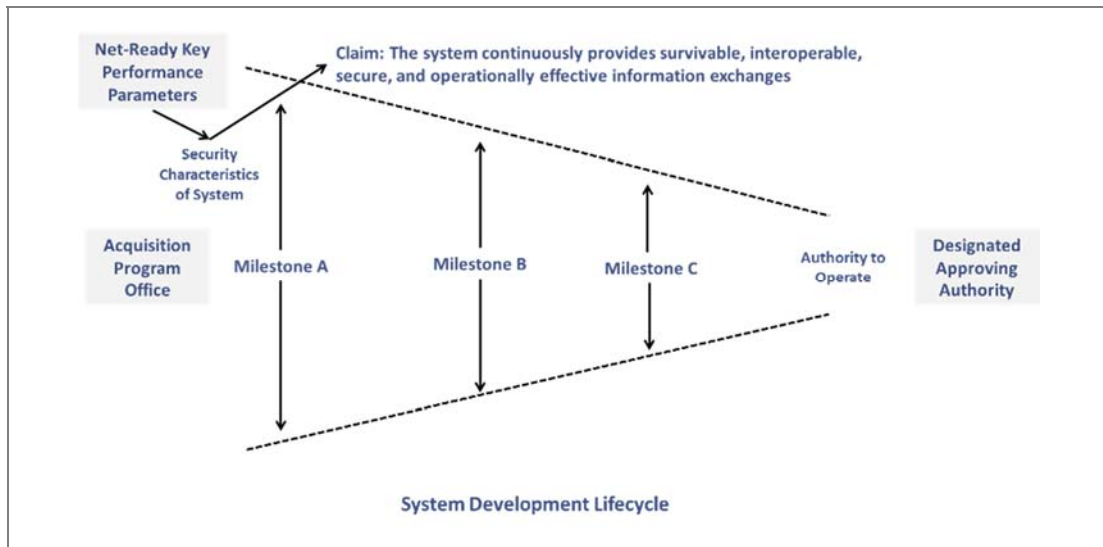 Net-Ready Key
Performance
Parameters
Claim: The system continuously provides survivable, interoperable,
secure, and operationally effective information exchanges
Security
Characteristics
of System
Acquisition
Program
Office
Milestone A
Milestone B
Milestone C
Authority to
Operate
Designated
Approving
Authority
System Development Lifecycle